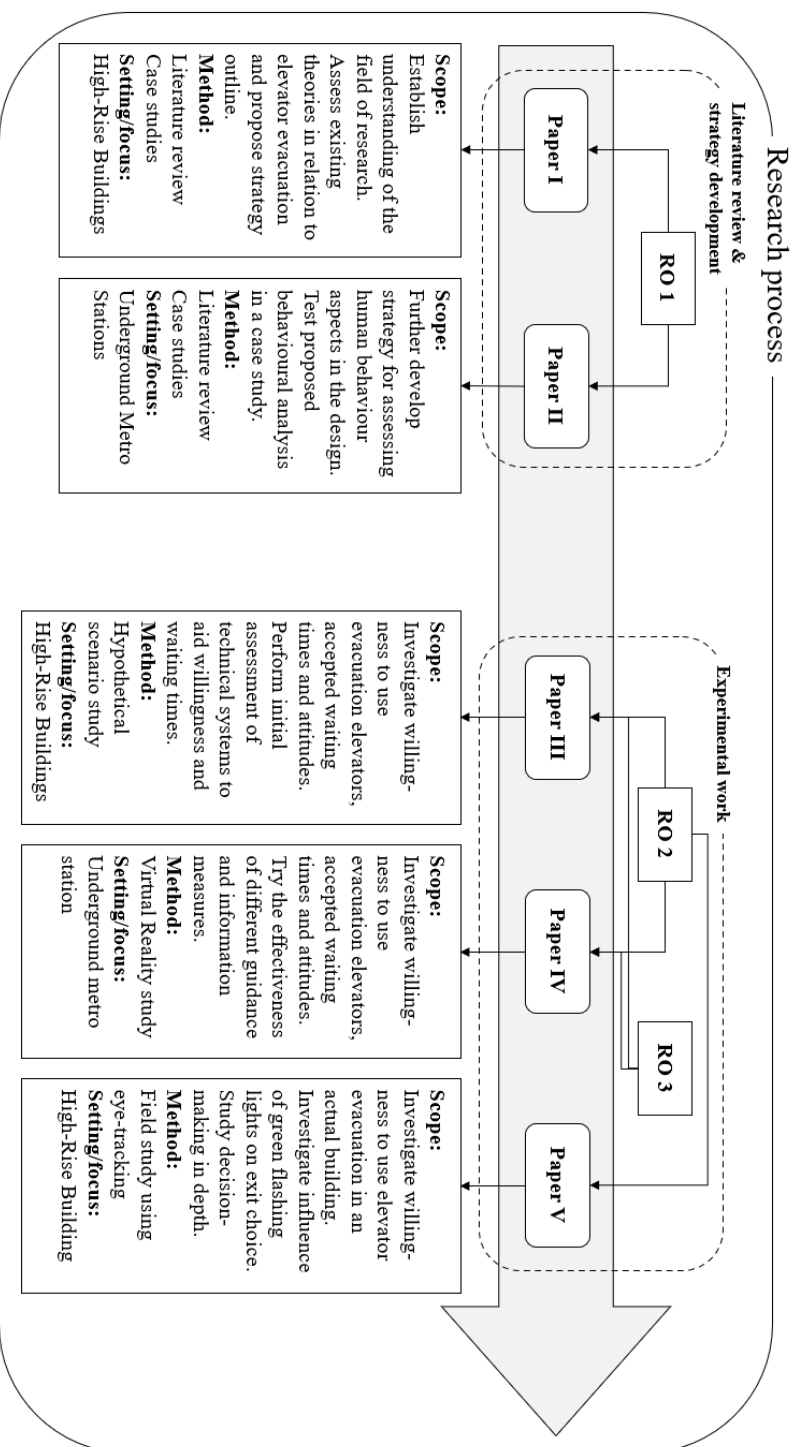 Research process
Literature review &
strategy development
RO 1
Paper I
Paper II
Scope:
Establish
understanding of the
field of research.
Assess existing
theories in relation to
elevator evacuation
and propose strategy
outline.
Method:
Literature review
Case studies
Setting/focus:
High-Rise Buildings
Scope:
Further develop
strategy for assessing
human behaviour
aspects in the design.
Test proposed
behavioural analysis
in a case study.
Method:
Literature review
Case studies
Setting/focus:
Underground Metro
Stations
Experimental work
RO 2
RO 3
Paper III
Paper IV
Paper V
Scope:
Investigate willing-
ness to use
evacuation elevators,
accepted waiting
times and attitudes.
Perform initial
assessment of
technical systems to
aid willingness and
waiting times.
Method:
Hypothetical
scenario study
Setting/focus:
High-Rise Buildings
Scope:
Investigate willing-
ness to use
evacuation elevators,
accepted waiting
times and attitudes.
Try the effectiveness
of different guidance
and information
measures.
Method:
Virtual Reality study
Setting/focus:
Underground metro
station
Scope:
Investigate willing-
ness to use elevator
evacuation in an
actual building.
Investigate influence
of green flashing
lights on exit choice.
Study decision-
making in depth.
Method:
Field study using
eye-tracking
Setting/focus:
High-Rise Building